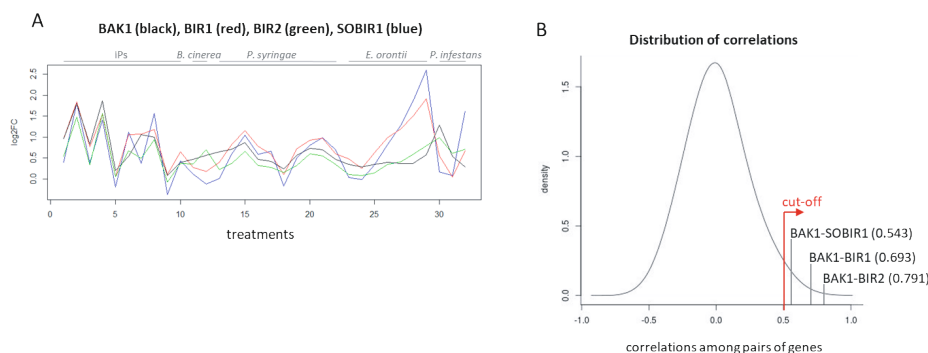 A
BAK1 (black), BIR1 (red), BIR2 (green), SOBIR1 (blue)
iPs B. cinerea P. syringae E. orontii P. infestans
log2FC
2.5
2.0
1.5
1.0
0.5
0.0
0 5 10 15 20 25 30
treatments
B
Distribution of correlations
density
1.5
1.0
0.5
0.0
cut-off
BAK1-SOBIR1 (0.543)
BAK1-BIR1 (0.693)
BAK1-BIR2 (0.791)
-1.0 -0.5 0.0 0.5 1.0
correlations among pairs of genes